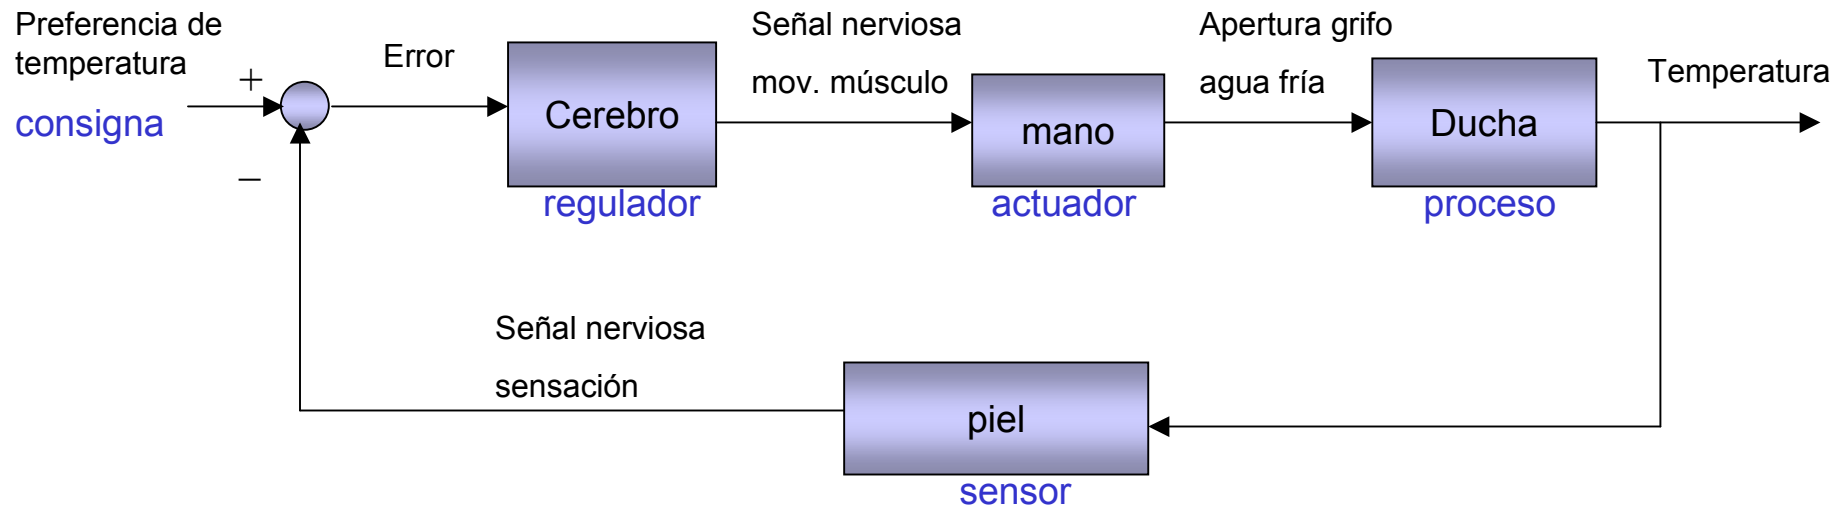 Preferencia de
temperatura
consigna
+
−
Error
Cerebro
regulador
Señal nerviosa
mov. músculo
mano
actuador
Apertura grifo
agua fría
Ducha
proceso
Temperatura
Señal nerviosa
sensación
piel
sensor